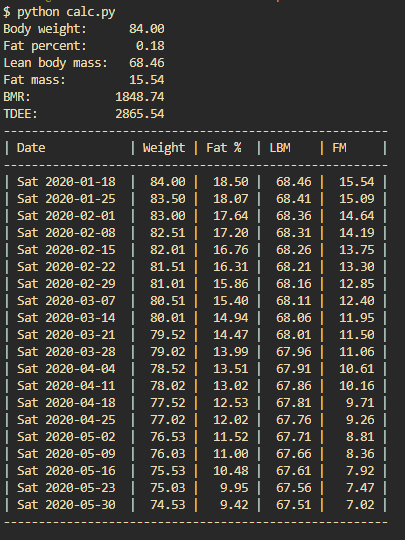 $ python calc.py
Body weight:      84.00
Fat percent:       0.18
Lean body mass:   68.46
Fat mass:         15.54
BMR:            1848.74
TDEE:           2865.54
---------------------------------------------------
| Date           | Weight | Fat %  | LBM    | FM     |
---------------------------------------------------
| Sat 2020-01-18 |  84.00 |  18.50 |  68.46 |  15.54 |
| Sat 2020-01-25 |  83.50 |  18.07 |  68.41 |  15.09 |
| Sat 2020-02-01 |  83.00 |  17.64 |  68.36 |  14.64 |
| Sat 2020-02-08 |  82.51 |  17.20 |  68.31 |  14.19 |
| Sat 2020-02-15 |  82.01 |  16.76 |  68.26 |  13.75 |
| Sat 2020-02-22 |  81.51 |  16.31 |  68.21 |  13.30 |
| Sat 2020-02-29 |  81.01 |  15.86 |  68.16 |  12.85 |
| Sat 2020-03-07 |  80.51 |  15.40 |  68.11 |  12.40 |
| Sat 2020-03-14 |  80.01 |  14.94 |  68.06 |  11.95 |
| Sat 2020-03-21 |  79.52 |  14.47 |  68.01 |  11.50 |
| Sat 2020-03-28 |  79.02 |  13.99 |  67.96 |  11.06 |
| Sat 2020-04-04 |  78.52 |  13.51 |  67.91 |  10.61 |
| Sat 2020-04-11 |  78.02 |  13.02 |  67.86 |  10.16 |
| Sat 2020-04-18 |  77.52 |  12.53 |  67.81 |   9.71 |
| Sat 2020-04-25 |  77.02 |  12.02 |  67.76 |   9.26 |
| Sat 2020-05-02 |  76.53 |  11.52 |  67.71 |   8.81 |
| Sat 2020-05-09 |  76.03 |  11.00 |  67.66 |   8.36 |
| Sat 2020-05-16 |  75.53 |  10.48 |  67.61 |   7.92 |
| Sat 2020-05-23 |  75.03 |   9.95 |  67.56 |   7.47 |
| Sat 2020-05-30 |  74.53 |   9.42 |  67.51 |   7.02 |
---------------------------------------------------